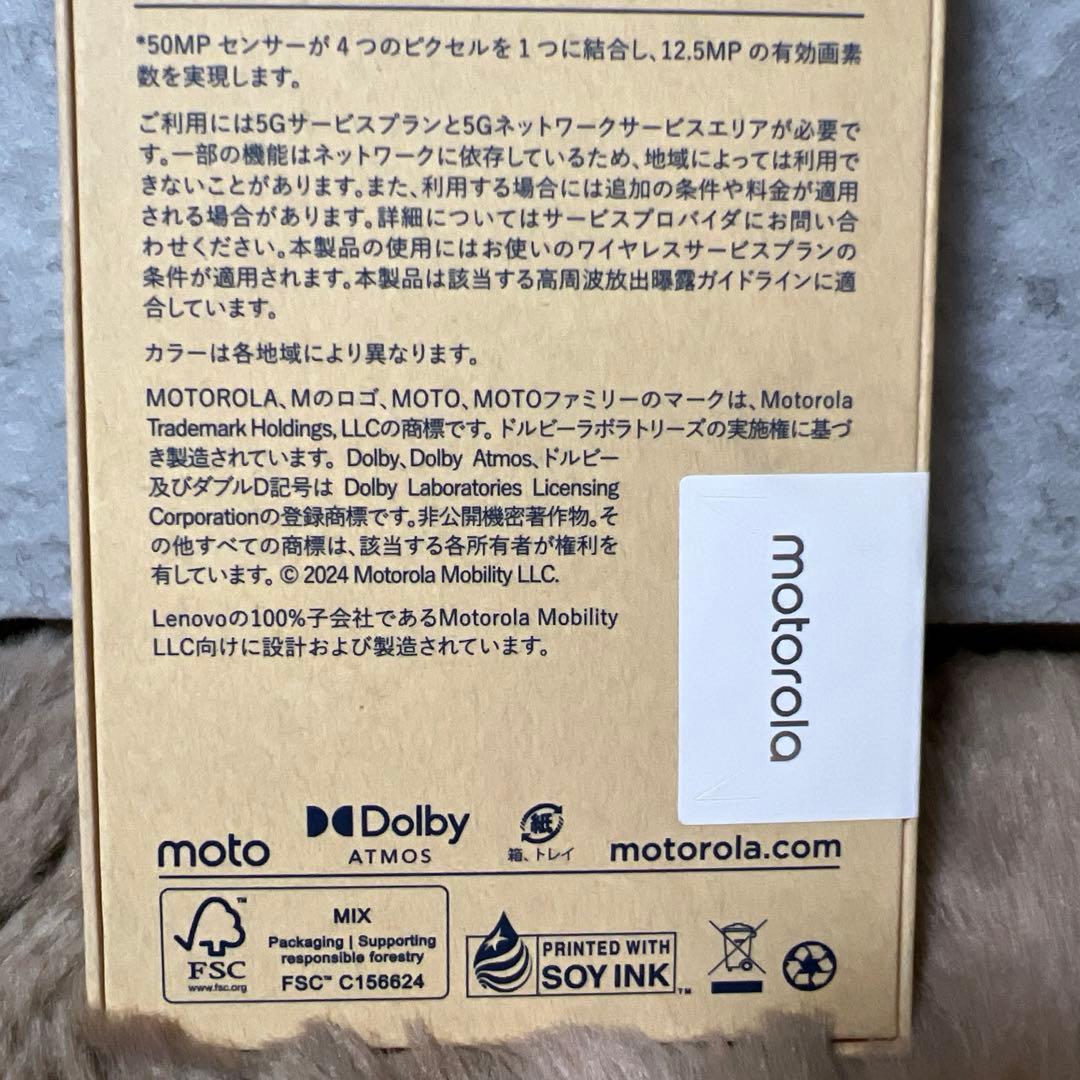 *50MP センサーが 4 つのピクセルを 1 つに結合し、12.5MP の有効画素
数を実現します。
ご利用には5Gサービスプランと5Gネットワークサービスエリアが必要で
す。一部の機能はネットワークに依存しているため、地域によっては利用で
きないことがあります。また、利用する場合には追加の条件や料金が適用
される場合があります。詳細についてはサービスプロバイダにお問い合
わせください。本製品の使用にはお使いのワイヤレスサービスプランの
条件が適用されます。本製品は該当する高周波放出曝露ガイドラインに適
合しています。
カラーは各地域により異なります。
MOTOROLA、Mのロゴ、MOTO、MOTOファミリーのマークは、Motorola
Trademark Holdings, LLCの商標です。ドルビーラボラトリーズの実施権に基づ
き製造されています。Dolby、Dolby Atmos、ドルビー
及びダブルD記号は Dolby Laboratories Licensing
Corporationの登録商標です。非公開機密著作物。そ
の他すべての商標は、該当する各所有者が権利を
有しています。© 2024 Motorola Mobility LLC.
Lenovoの100%子会社であるMotorola Mobility
LLC向けに設計および製造されています。
motorola
moto
Dolby
ATMOS
紙
箱、トレイ
motorola.com
FSC
www.fsc.org
MIX
Packaging | Supporting
responsible forestry
FSC™ C156624
PRINTED WITH
SOY INK™